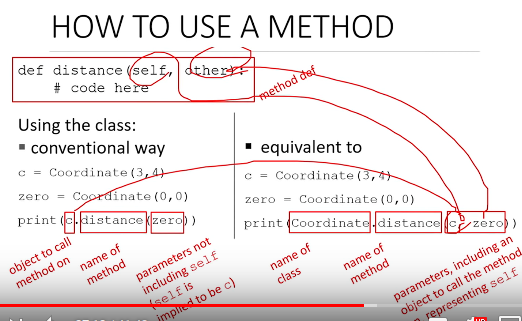 HOW TO USE A METHOD
def distance(self, other):
# code here
method def
Using the class:
▪ conventional way
c = Coordinate(3,4)
zero = Coordinate(0,0)
print(c.distance(zero))
object to call
method on
name of
method
parameters not
including self
(self is
implied to be c)
▪ equivalent to
c = Coordinate(3,4)
zero = Coordinate(0,0)
print(Coordinate.distance(c, zero))
name of
class
name of
method
parameters, including an
object to call the method
on, representing self